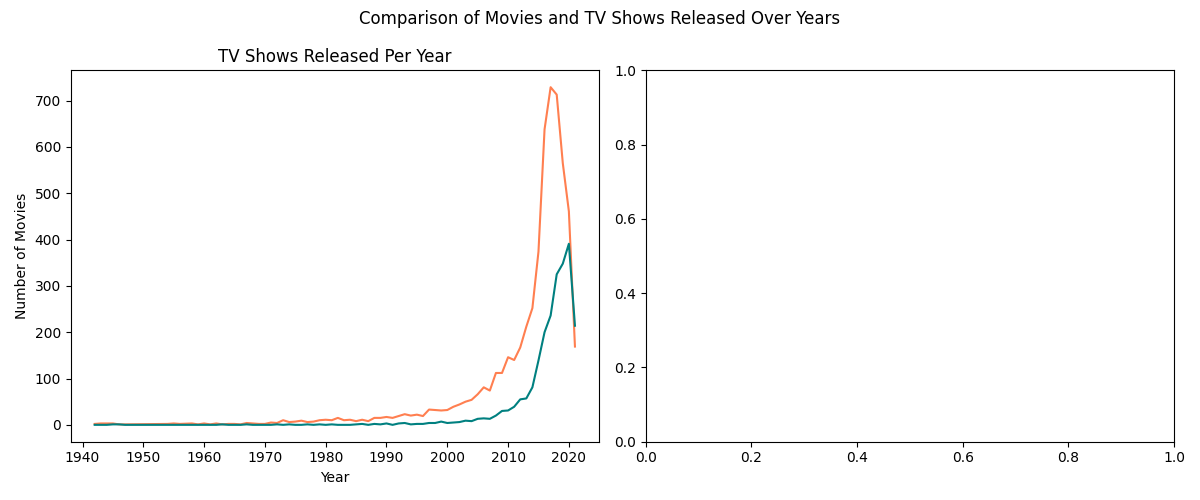 Comparison of Movies and TV Shows Released Over Years
TV Shows Released Per Year
Number of Movies
700
600
500
400
300
200
100
0
1940 1950 1960 1970 1980 1990 2000 2010 2020
Year
1.0
0.8
0.6
0.4
0.2
0.0
0.0 0.2 0.4 0.6 0.8 1.0